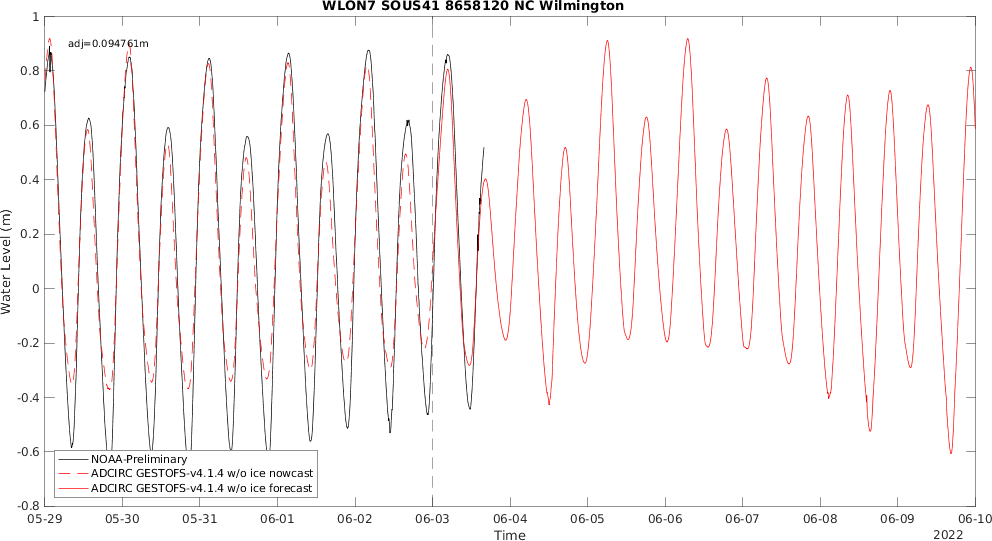 WLON7 SOUS41 8658120 NC Wilmington
adj=0.094761m
Water Level (m)
1
0.8
0.6
0.4
0.2
0
-0.2
-0.4
-0.6
-0.8
NOAA-Preliminary
ADCIRC GESTOFS-v4.1.4 w/o ice nowcast
ADCIRC GESTOFS-v4.1.4 w/o ice forecast
05-29 05-30 05-31 06-01 06-02 06-03 06-04 06-05 06-06 06-07 06-08 06-09 06-10
Time
2022